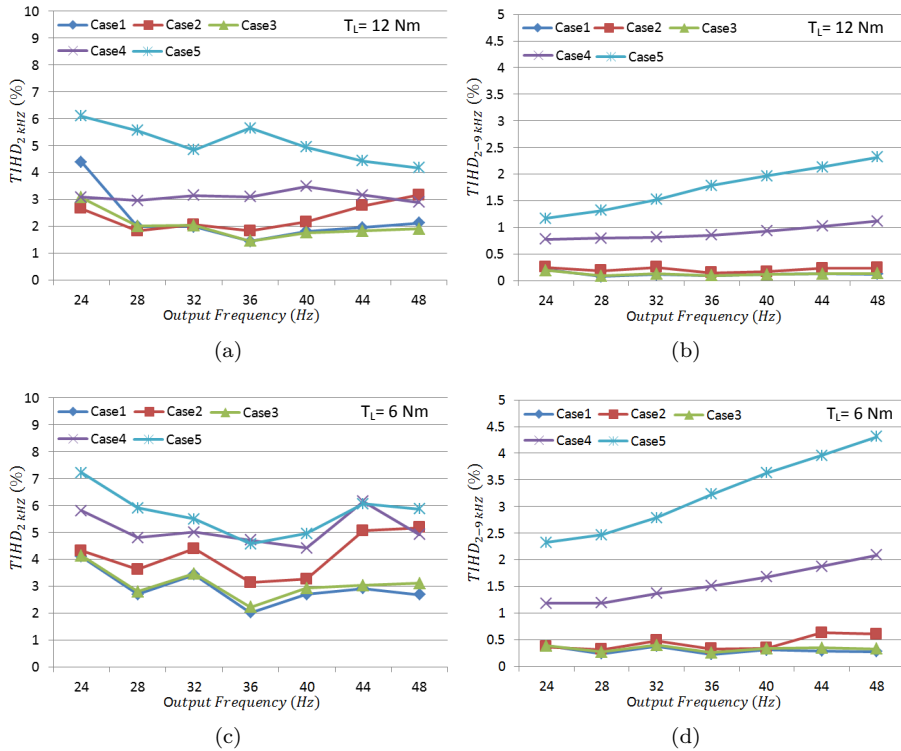 10
9
8
7
6
5
4
3
2
1
0
TIHD2 kHZ (%)
Case1 Case2 Case3
Case4 Case5
TL= 12 Nm
24 28 32 36 40 44 48
Output Frequency (Hz)
(a)
5
4.5
4
3.5
3
2.5
2
1.5
1
0.5
0
TIHD2−9 kHZ (%)
Case1 Case2 Case3
Case4 Case5
TL= 12 Nm
24 28 32 36 40 44 48
Output Frequency (Hz)
(b)
10
9
8
7
6
5
4
3
2
1
0
TIHD2 kHZ (%)
Case1 Case2 Case3
Case4 Case5
TL= 6 Nm
24 28 32 36 40 44 48
Output Frequency (Hz)
(c)
5
4.5
4
3.5
3
2.5
2
1.5
1
0.5
0
TIHD2−9 kHZ (%)
Case1 Case2 Case3
Case4 Case5
TL= 6 Nm
24 28 32 36 40 44 48
Output Frequency (Hz)
(d)